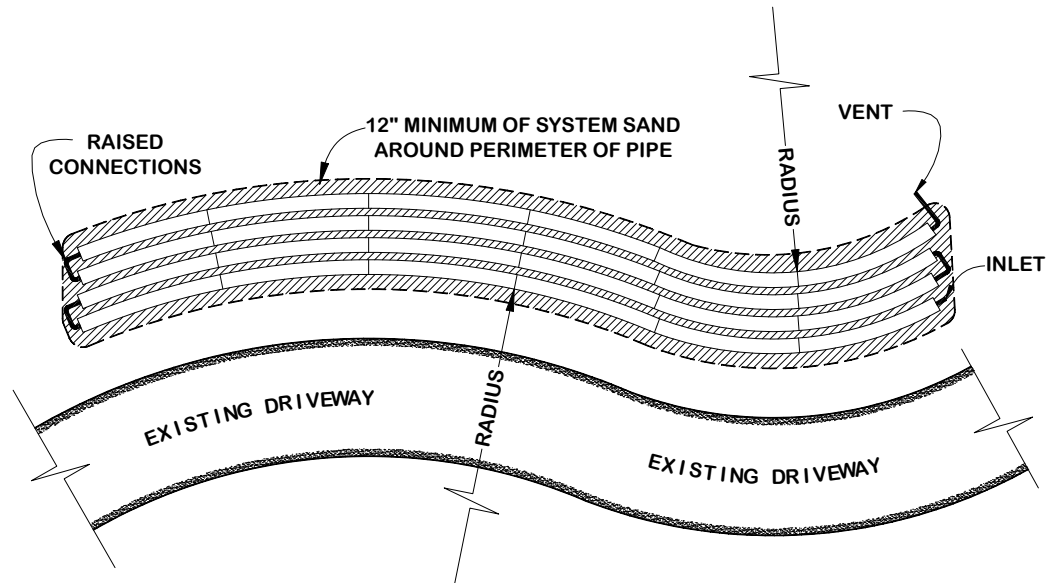 RAISED
CONNECTIONS
12" MINIMUM OF SYSTEM SAND
AROUND PERIMETER OF PIPE
VENT
RADIUS
INLET
RADIUS
EXISTING DRIVEWAY
EXISTING DRIVEWAY